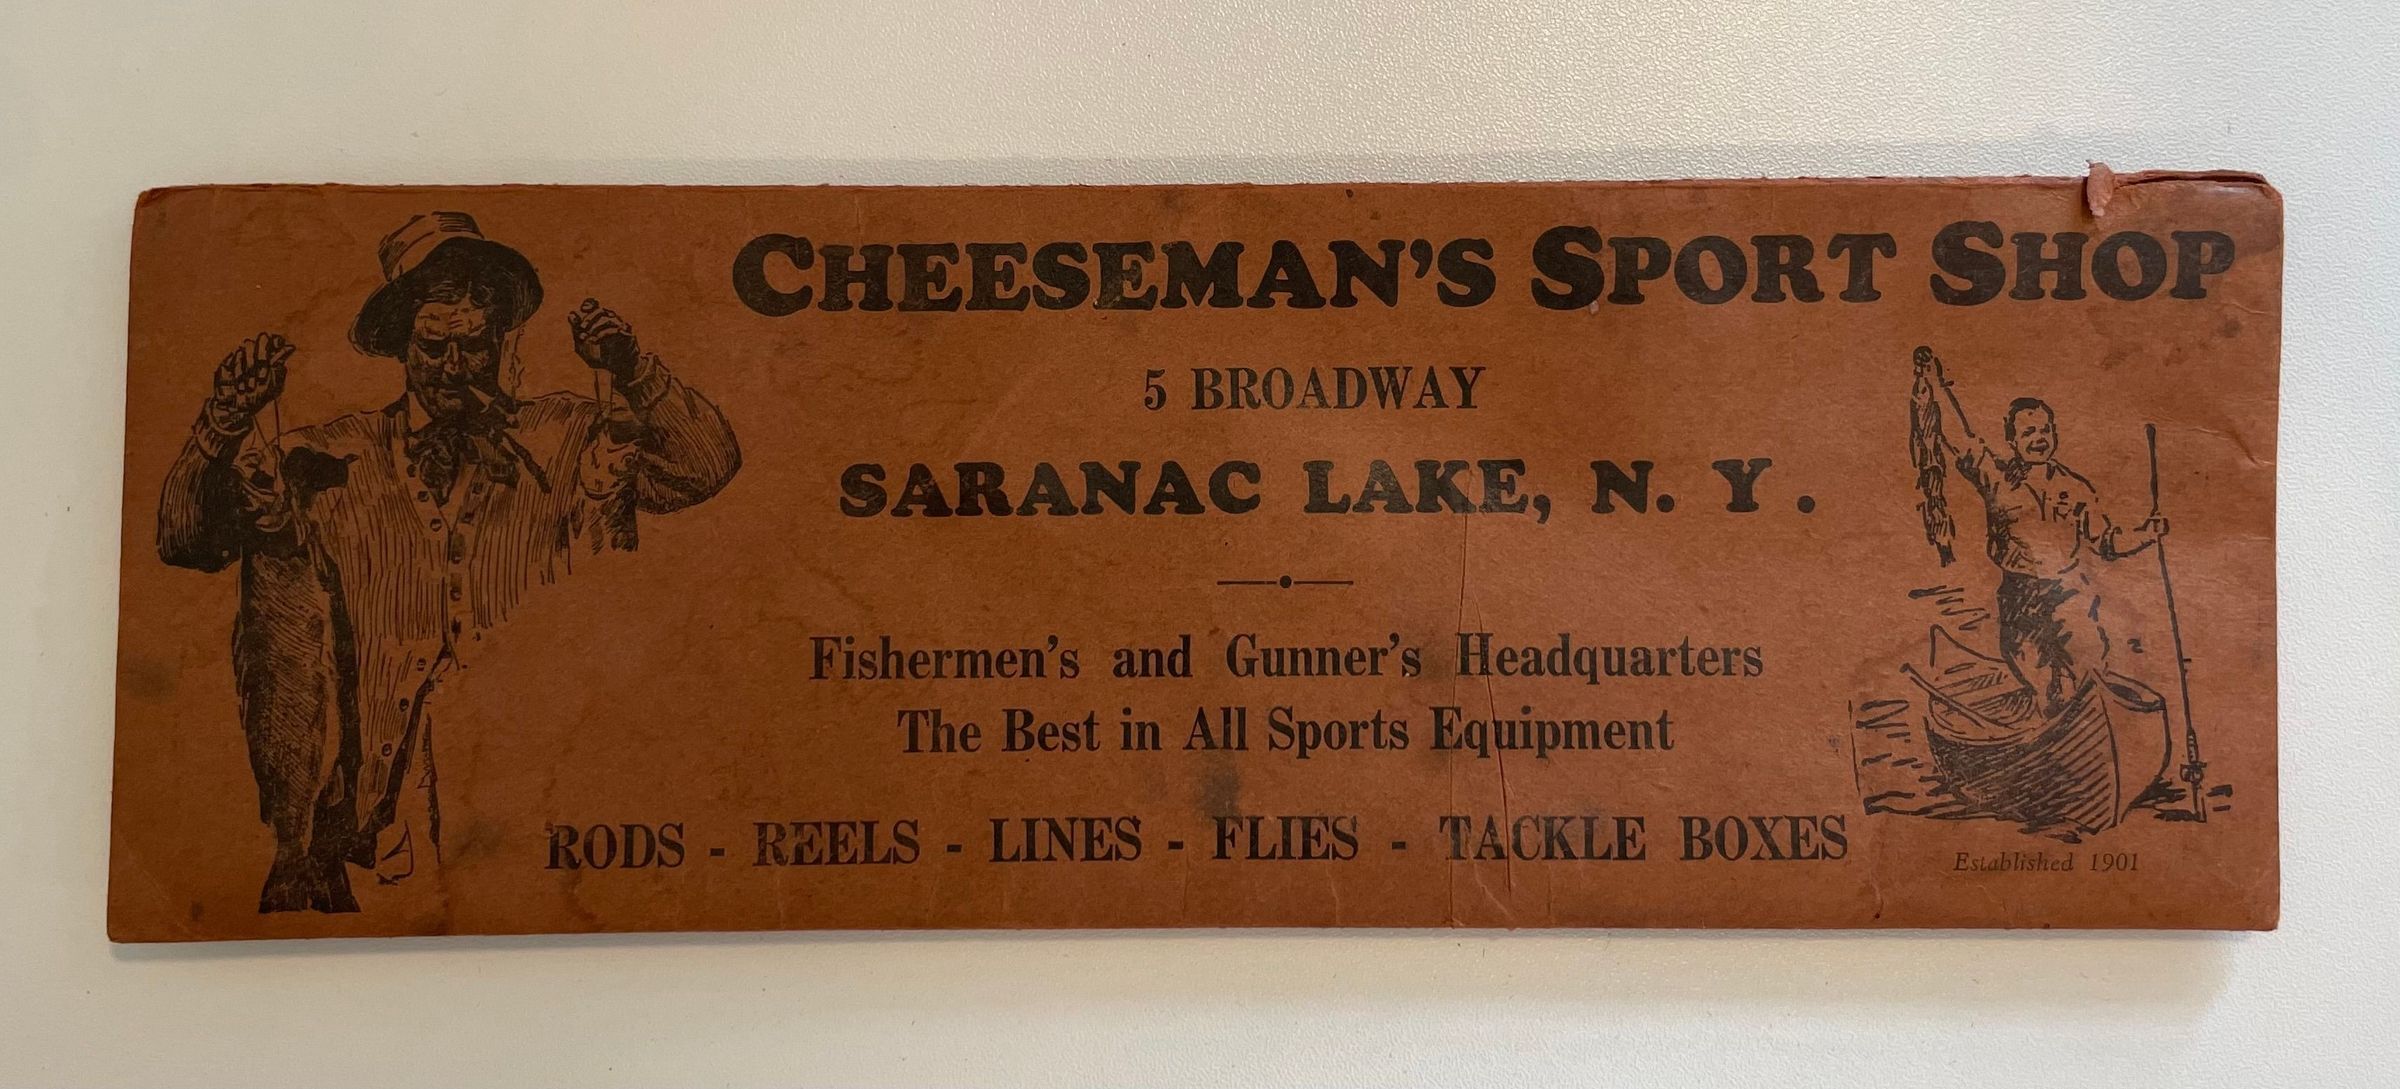 CHEESEMAN'S SPORT SHOP
5 BROADWAY
SARANAC LAKE, N. Y.
Fishermen's and Gunner's Headquarters
The Best in All Sports Equipment
RODS - REELS - LINES - FLIES - TACKLE BOXES
Established 1901